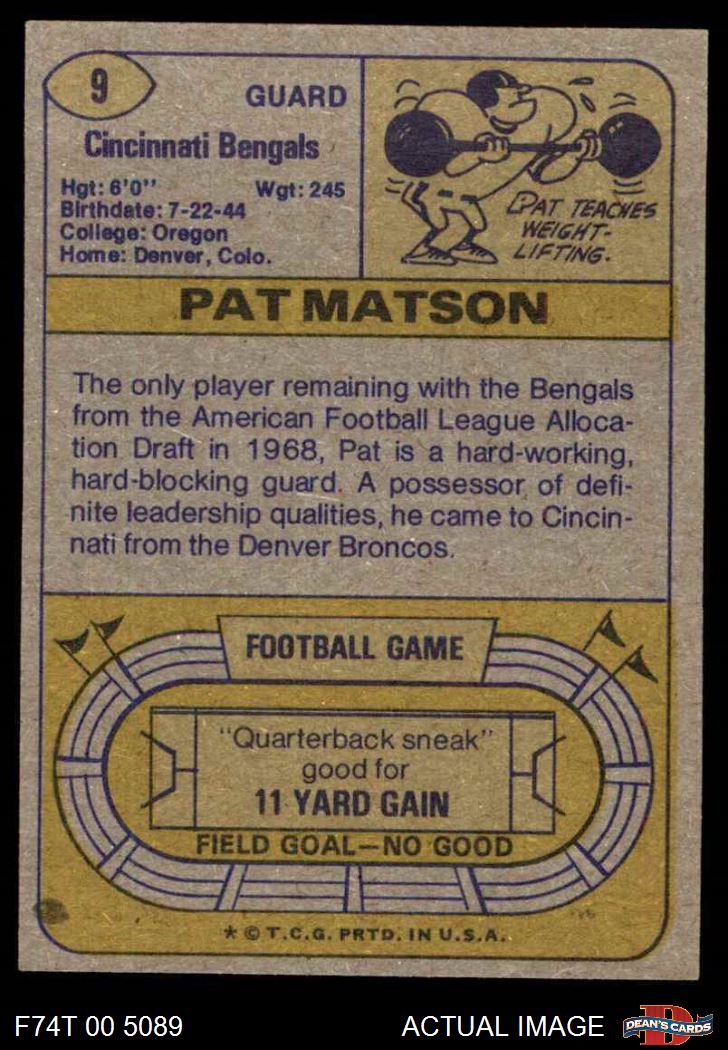 9
GUARD
Cincinnati Bengals
Hgt: 6'0" Wgt: 245
Birthdate: 7-22-44
College: Oregon
Home: Denver, Colo.
PAT TEACHES
WEIGHT-
LIFTING.
PAT MATSON
The only player remaining with the Bengals
from the American Football League Alloca-
tion Draft in 1968, Pat is a hard-working,
hard-blocking guard. A possessor of defi-
nite leadership qualities, he came to Cincin-
nati from the Denver Broncos.
FOOTBALL GAME
"Quarterback sneak"
good for
11 YARD GAIN
FIELD GOAL—NO GOOD
* © T.C.G. PRTD. IN U.S.A.
F74T 00 5089 ACTUAL IMAGE
D
DEAN'S CARDS